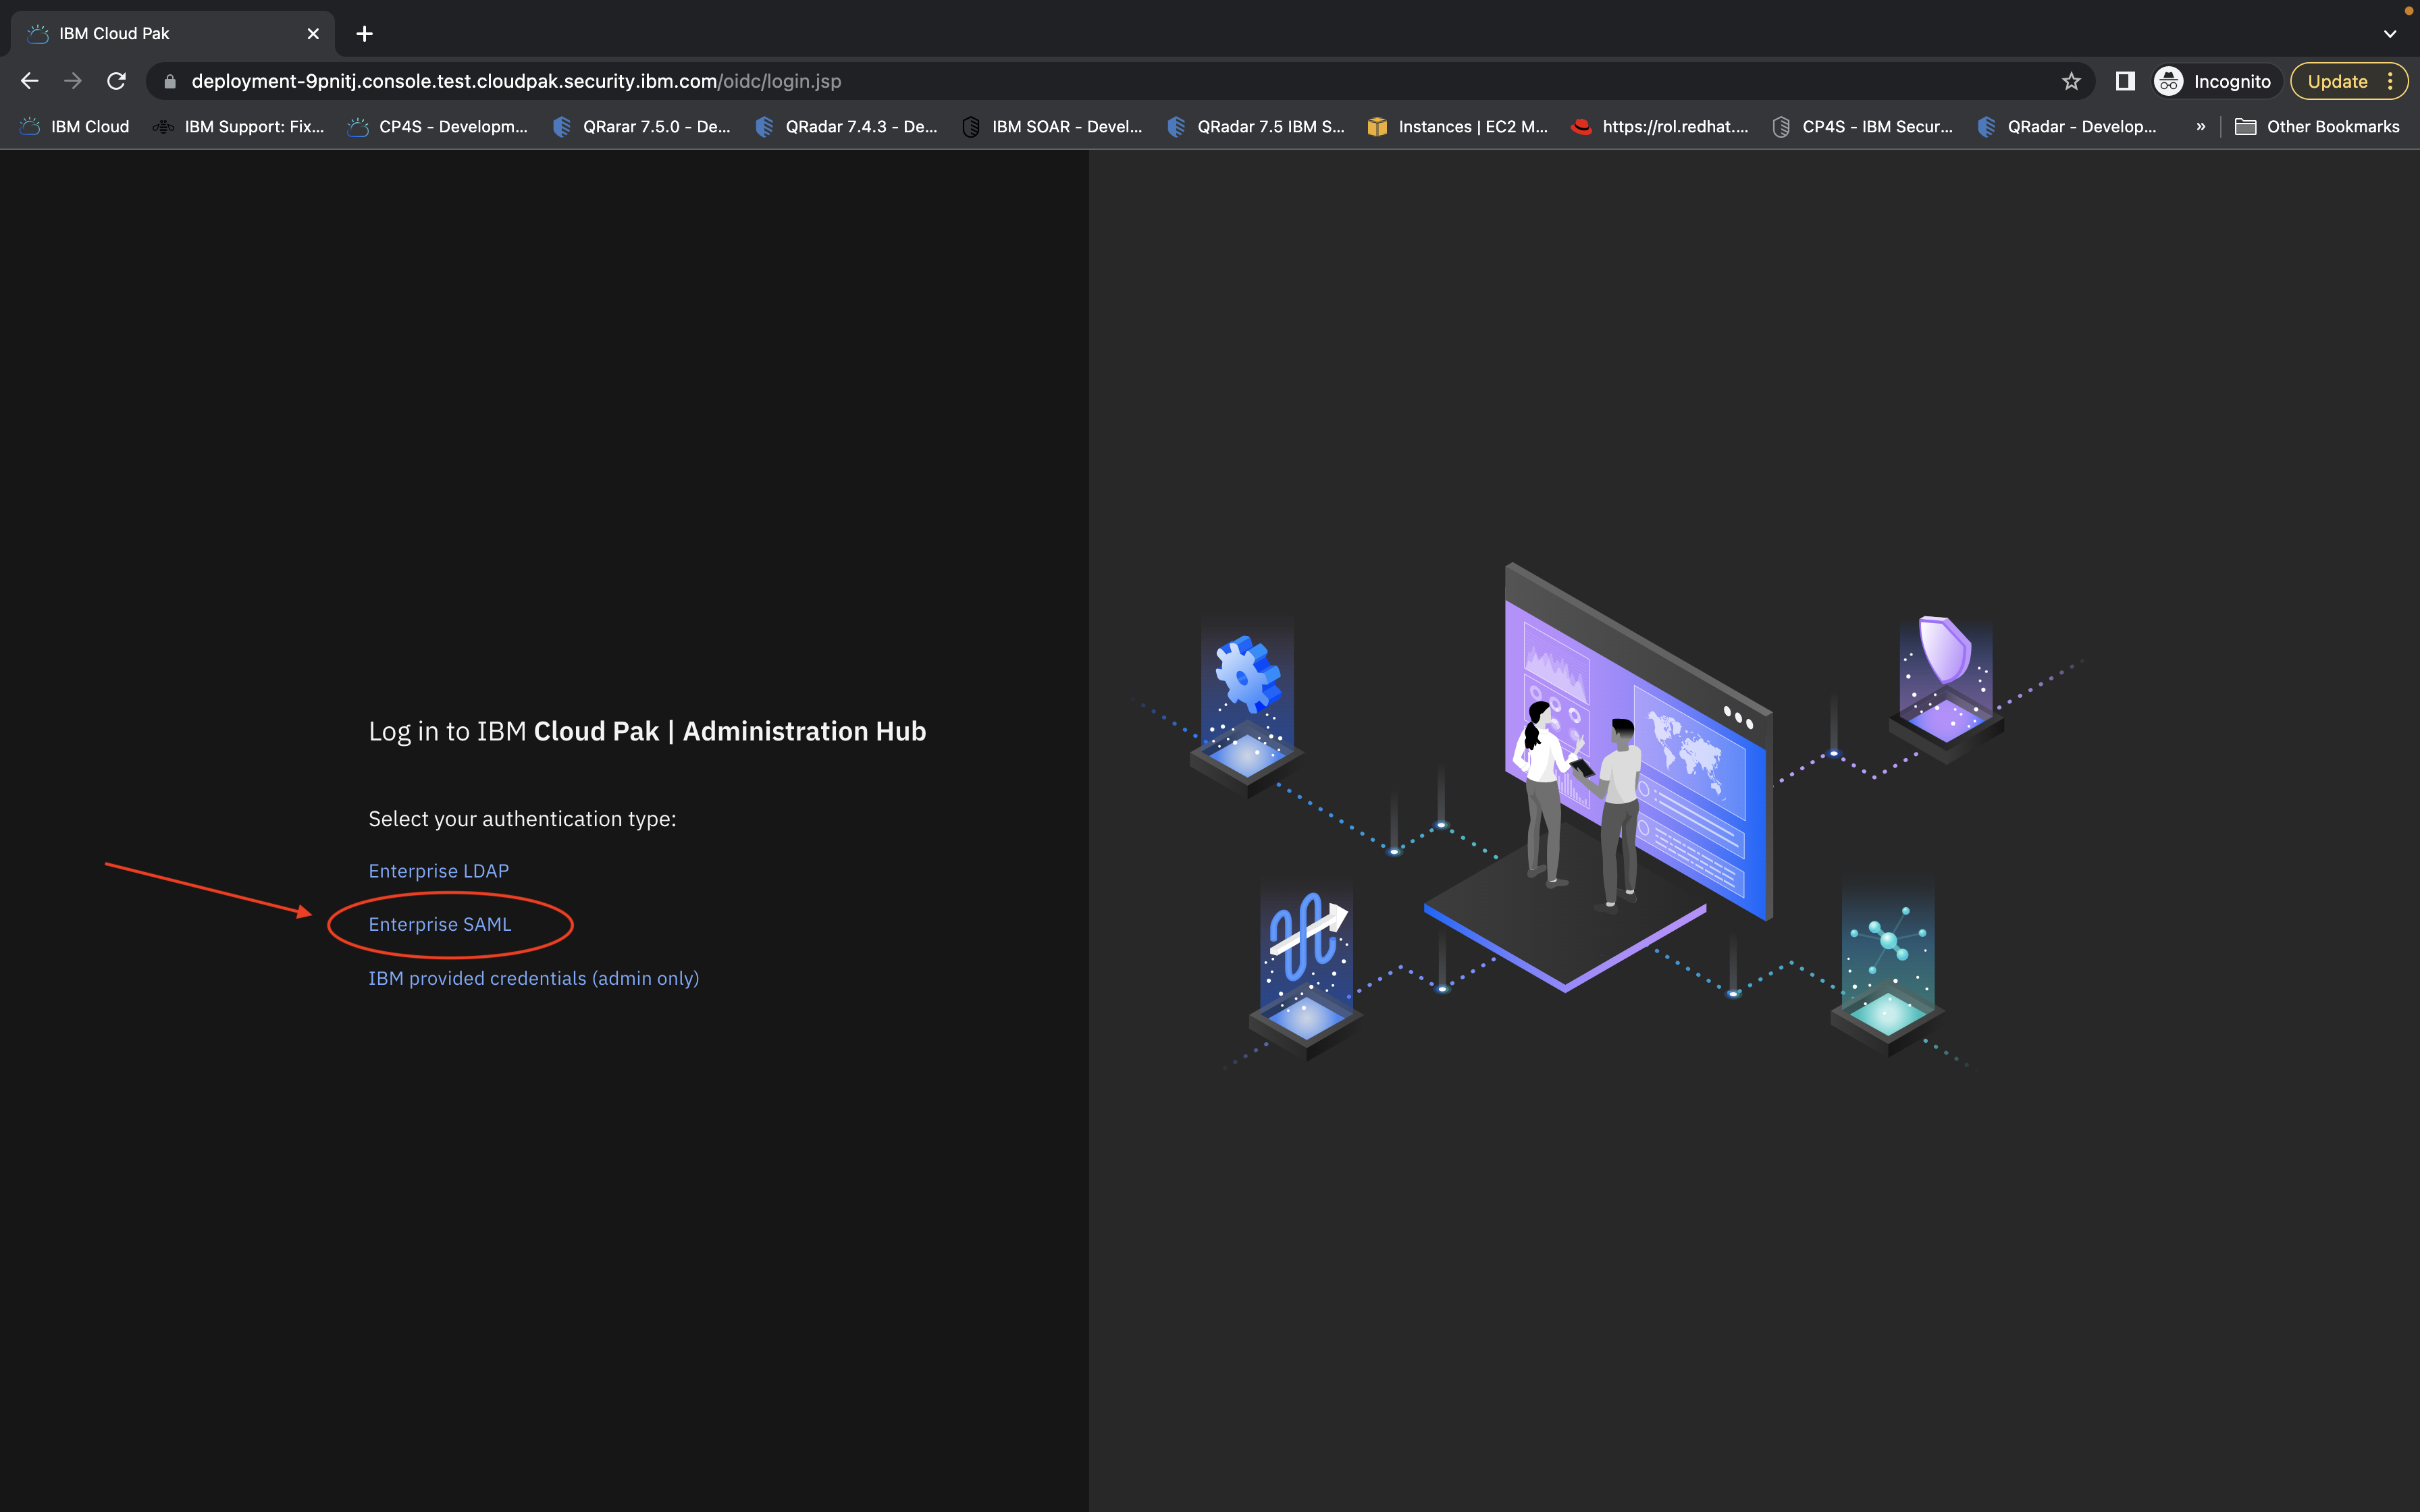 IBM Cloud Pak
deployment-9pnitj.console.test.cloudpak.security.ibm.com/oidc/login.jsp
Incognito
Update
IBM Cloud
IBM Support: Fix...
CP4S - Developm...
QRarar 7.5.0 - De...
QRadar 7.4.3 - De...
IBM SOAR - Devel...
QRadar 7.5 IBM S...
Instances | EC2 M...
https://rol.redhat....
CP4S - IBM Secur...
QRadar - Develop...
»
Other Bookmarks
Log in to IBM Cloud Pak | Administration Hub
Select your authentication type:
Enterprise LDAP
Enterprise SAML
IBM provided credentials (admin only)